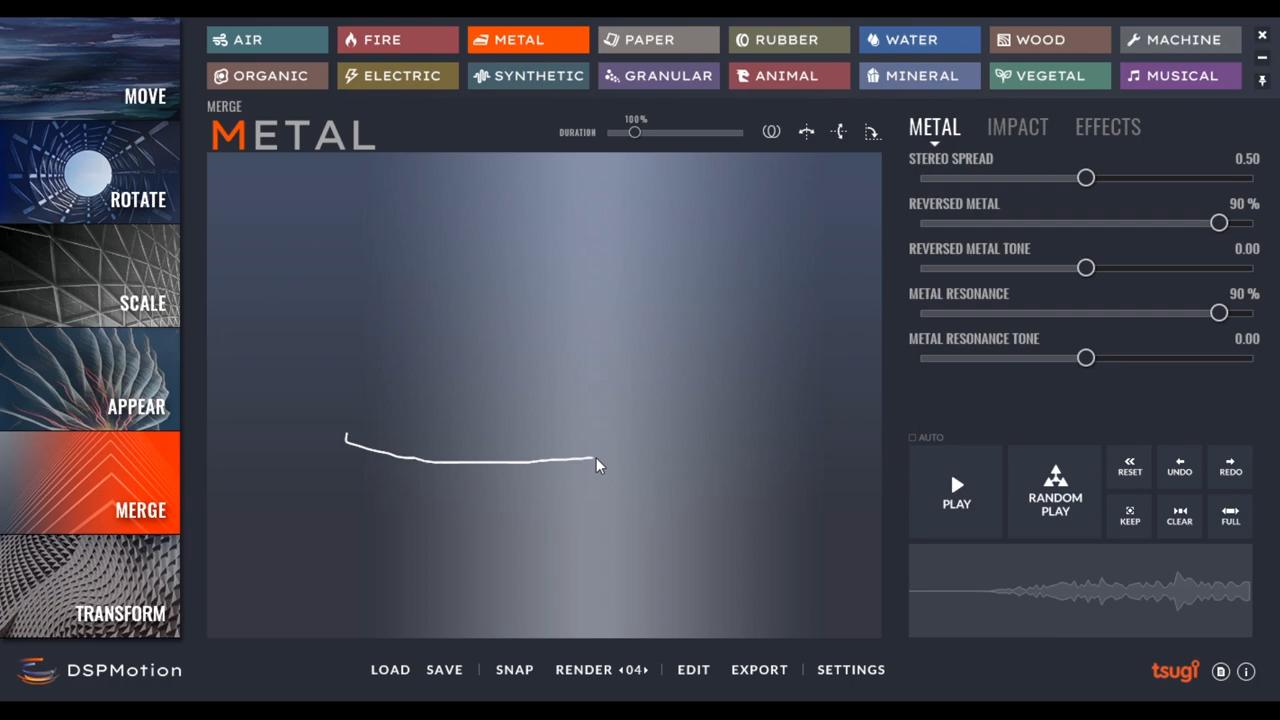 MOVE
ROTATE
SCALE
APPEAR
MERGE
TRANSFORM
AIR FIRE METAL PAPER RUBBER WATER WOOD MACHINE
ORGANIC ELECTRIC SYNTHETIC GRANULAR ANIMAL MINERAL VEGETAL MUSICAL
MERGE
METAL
DURATION 100%
METAL IMPACT EFFECTS
STEREO SPREAD 0.50
REVERSED METAL 90 %
REVERSED METAL TONE 0.00
METAL RESONANCE 90 %
METAL RESONANCE TONE 0.00
AUTO
PLAY
RANDOM
PLAY
RESET UNDO REDO
KEEP CLEAR FULL
DSPMotion
LOAD SAVE SNAP RENDER 04 EDIT EXPORT SETTINGS
tsugi